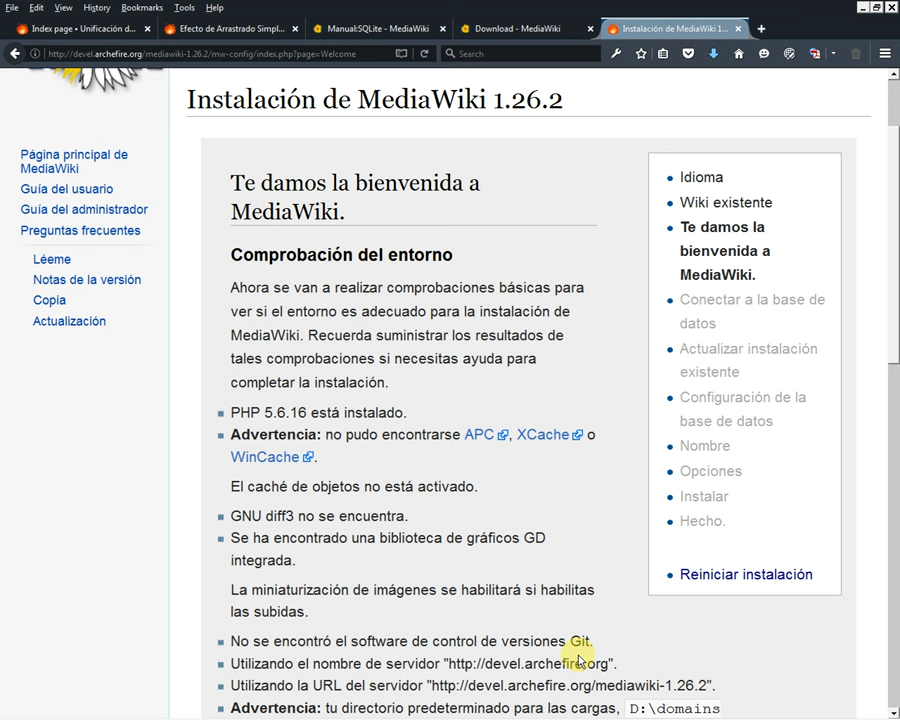 File Edit View History Bookmarks Tools Help
Index page • Unificación d...
Efecto de Arrastrado Simpl...
Manual:SQLite - MediaWiki
Download - MediaWiki
Instalación de MediaWiki 1...
http://devel.archefire.org/mediawiki-1.26.2/mw-config/index.php?page=Welcome
Search
Instalación de MediaWiki 1.26.2
Página principal de
MediaWiki
Guía del usuario
Guía del administrador
Preguntas frecuentes
Léeme
Notas de la versión
Copia
Actualización
Te damos la bienvenida a
MediaWiki.
Comprobación del entorno
Ahora se van a realizar comprobaciones básicas para
ver si el entorno es adecuado para la instalación de
MediaWiki. Recuerda suministrar los resultados de
tales comprobaciones si necesitas ayuda para
completar la instalación.
PHP 5.6.16 está instalado.
Advertencia: no pudo encontrarse APC, XCache o
WinCache.
El caché de objetos no está activado.
GNU diff3 no se encuentra.
Se ha encontrado una biblioteca de gráficos GD
integrada.
La miniaturización de imágenes se habilitará si habilitas
las subidas.
No se encontró el software de control de versiones Git.
Utilizando el nombre de servidor "http://devel.archefire.org".
Utilizando la URL del servidor "http://devel.archefire.org/mediawiki-1.26.2".
Advertencia: tu directorio predeterminado para las cargas, D:\domains
Idioma
Wiki existente
Te damos la
bienvenida a
MediaWiki.
Conectar a la base de
datos
Actualizar instalación
existente
Configuración de la
base de datos
Nombre
Opciones
Instalar
Hecho.
Reiniciar instalación